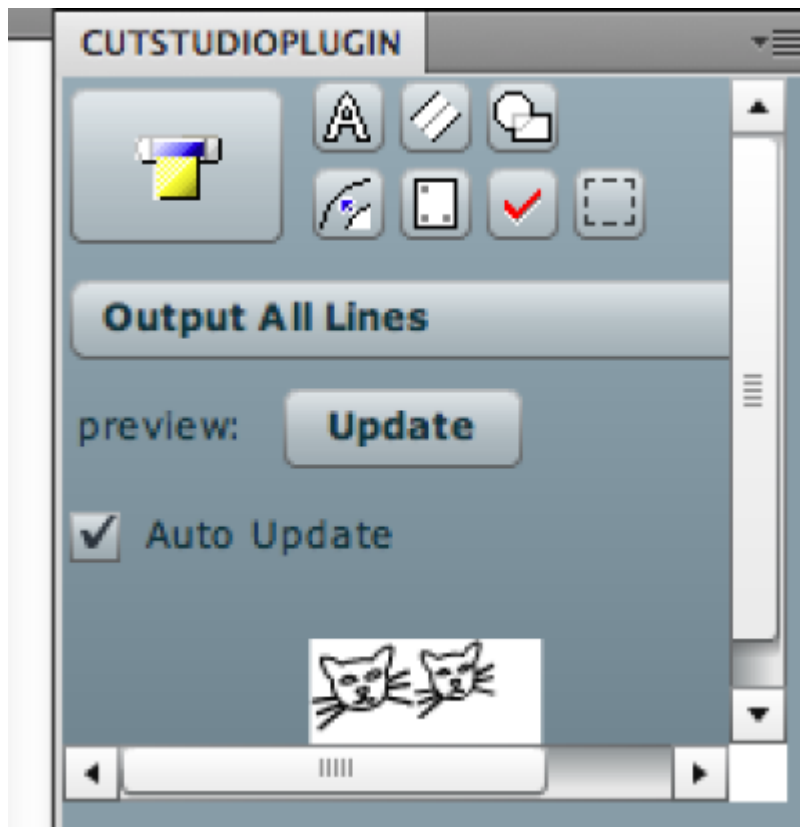 CUTSTUDIOPLUGIN
A
Output All Lines
preview: Update
Auto Update